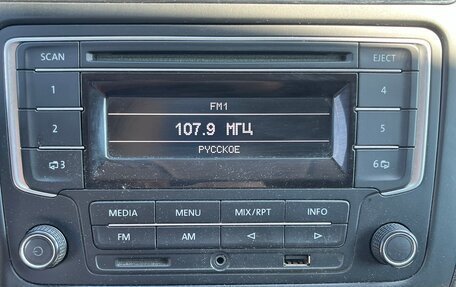 SCAN
EJECT
1
4
FM1
107.9 МГЦ
РУССКОЕ
2
5
3
6
MEDIA
MENU
MIX/RPT
INFO
FM
AM